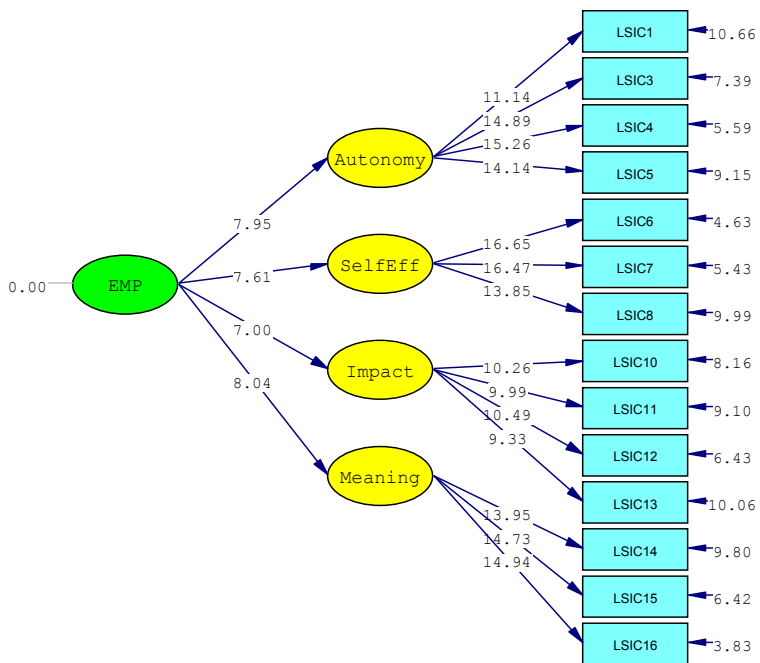 LSIC1
10.66
LSIC3
7.39
11.14
14.89
LSIC4
5.59
15.26
Autonomy
14.14
LSIC5
9.15
LSIC6
4.63
7.95
16.65
SelfEff
16.47
LSIC7
5.43
7.61
0.00
EMP
13.85
LSIC8
9.99
7.00
10.26
LSIC10
8.16
Impact
8.04
9.99
LSIC11
9.10
10.49
9.33
LSIC12
6.43
Meaning
LSIC13
10.06
13.95
14.73
LSIC14
9.80
14.94
LSIC15
6.42
LSIC16
3.83